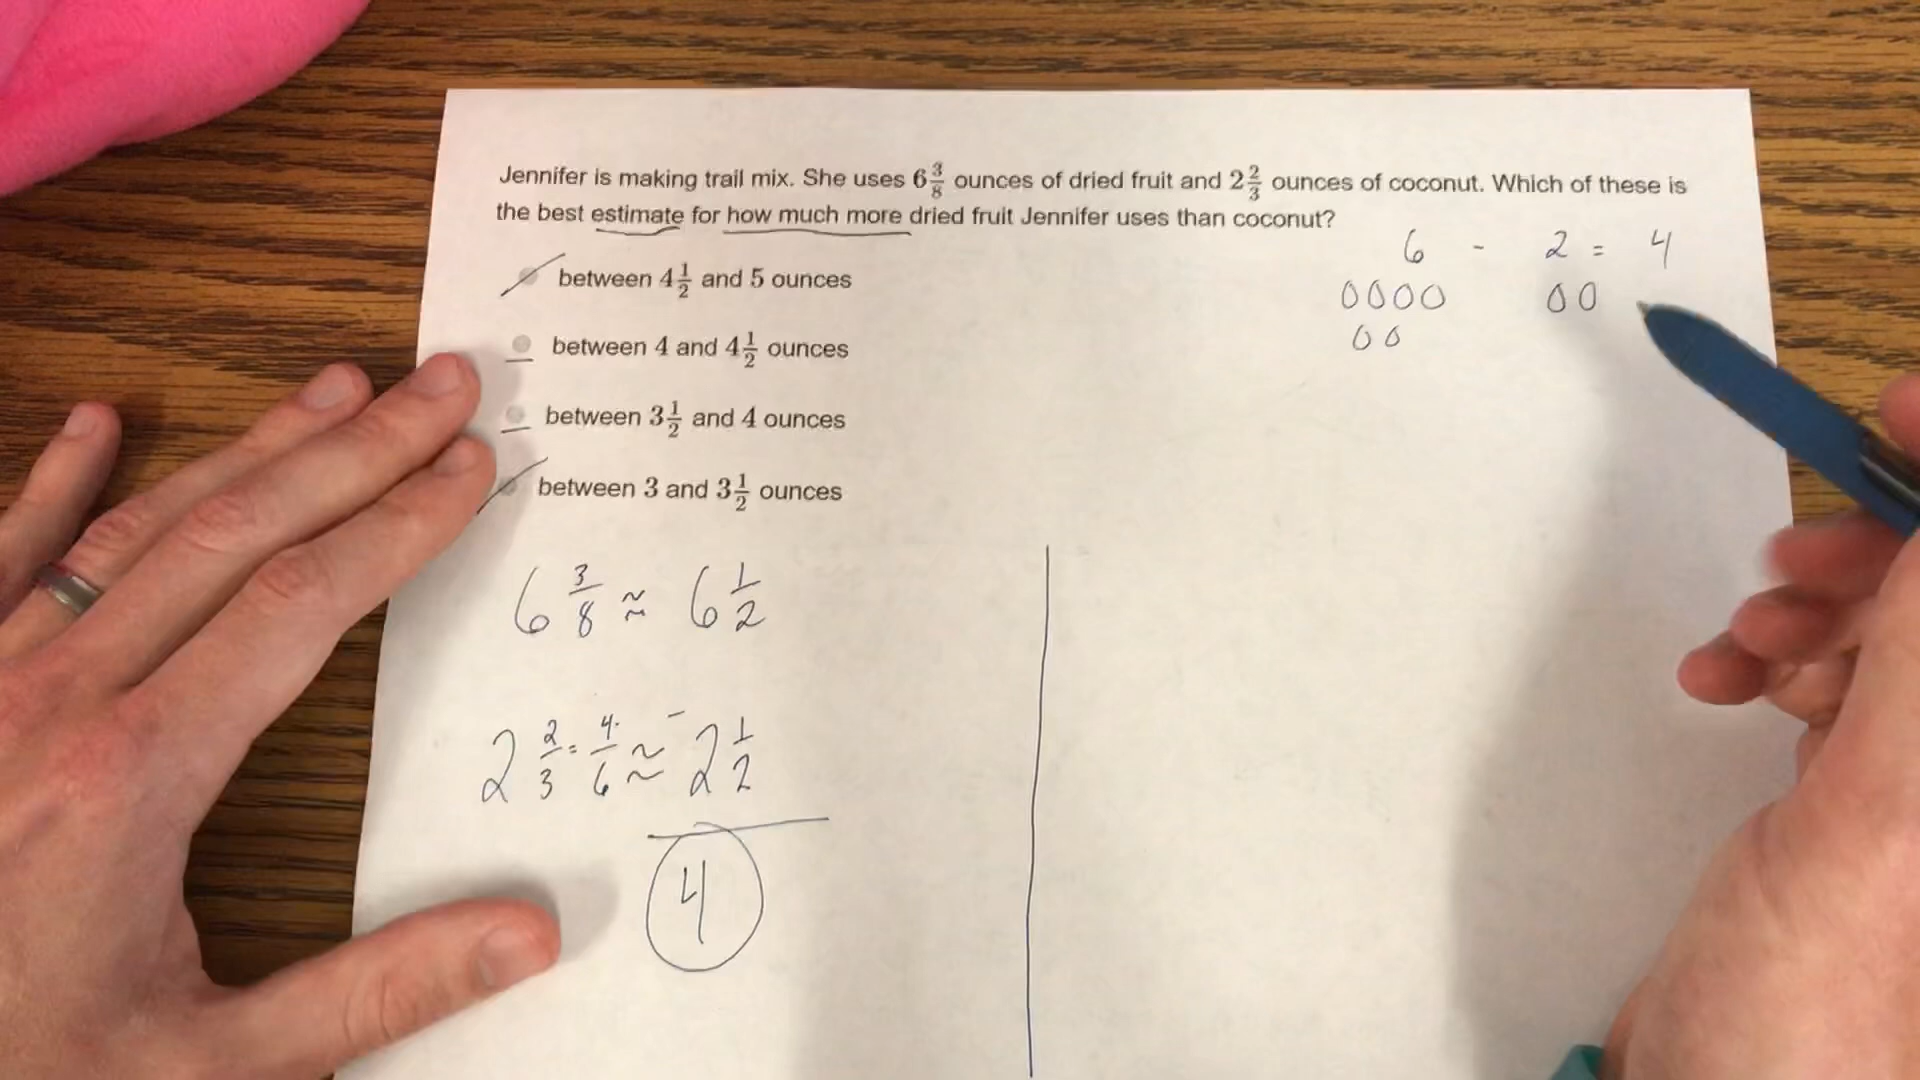 Jennifer is making trail mix. She uses 6 3/8 ounces of dried fruit and 2 2/3 ounces of coconut. Which of these is
the best estimate for how much more dried fruit Jennifer uses than coconut?
6 - 2 = 4
0000 00
00
between 4 1/2 and 5 ounces
between 4 and 4 1/2 ounces
between 3 1/2 and 4 ounces
between 3 and 3 1/2 ounces
6 3/8 ≈ 6 1/2
2 2/3 = 4/6 ≈ - 2 1/2
4